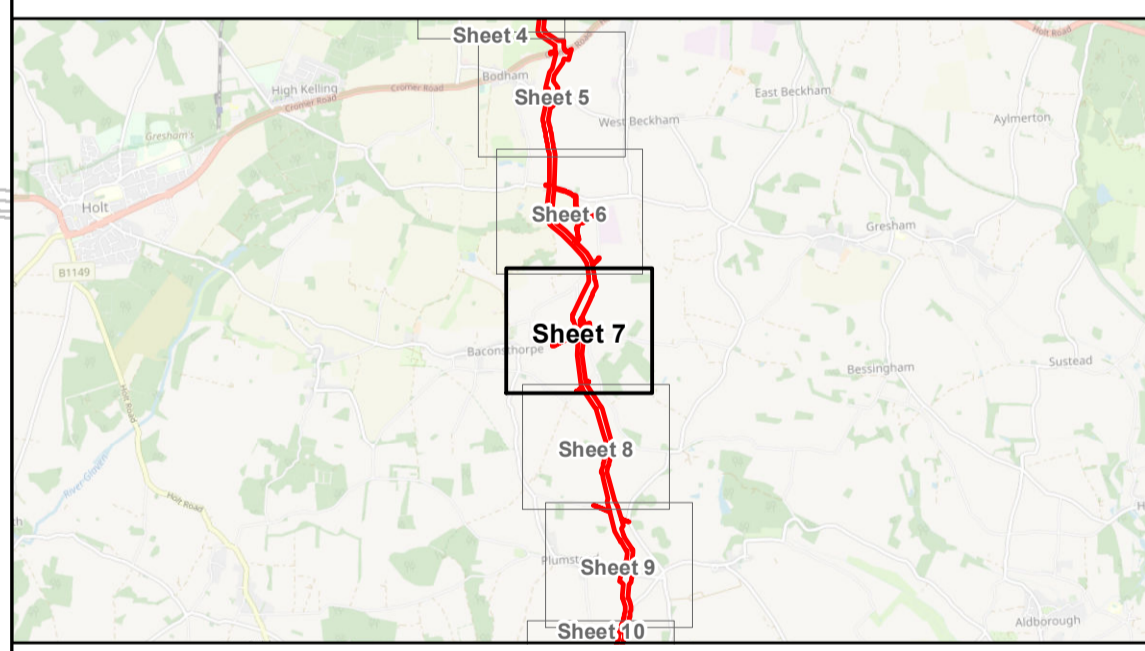 Sheet 4
Holt Road
Road
Bodham
High Kelling
Cromer Road
Cromer Road
Sheet 5
East Beckham
West Beckham
Aylmerton
Gresham's
Holt
Sheet 6
Gresham
B1149
Sheet 7
Baconsthorpe
Sustead
Bessingham
Holt Road
Sheet 8
River Glaven
Holt Road
Sheet 9
Sheet 10
Aldborough